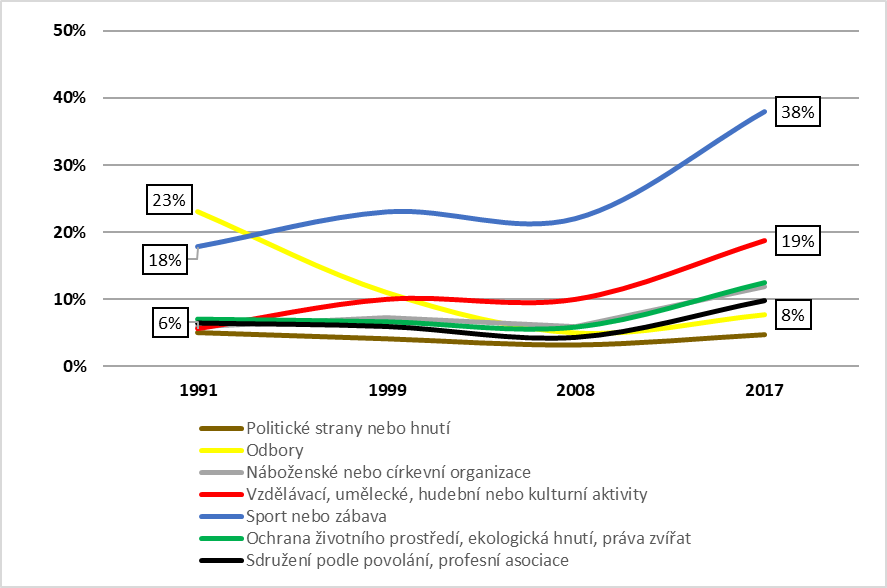 50%
40%
38%
30%
23%
20%
19%
18%
10%
8%
6%
0%
1991 1999 2008 2017
Politické strany nebo hnutí
Odbory
Náboženské nebo církevní organizace
Vzdělávací, umělecké, hudební nebo kulturní aktivity
Sport nebo zábava
Ochrana životního prostředí, ekologická hnutí, práva zvířat
Sdružení podle povolání, profesní asociace